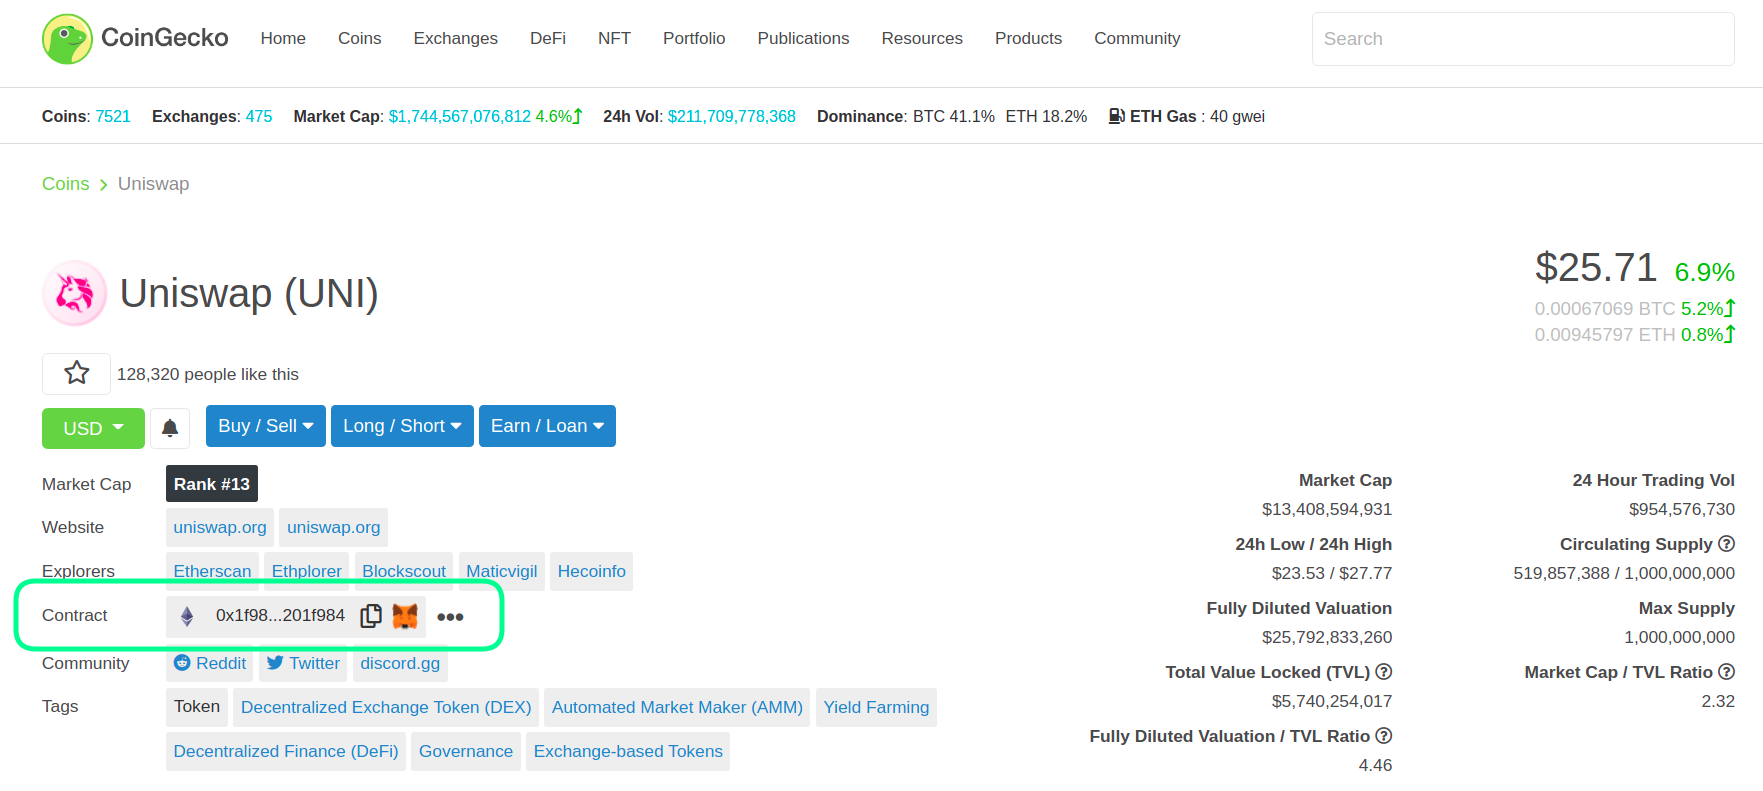 CoinGecko Home Coins Exchanges DeFi NFT Portfolio Publications Resources Products Community Search
Coins: 7521 Exchanges: 475 Market Cap: $1,744,567,076,812 4.6% 24h Vol: $211,709,778,368 Dominance: BTC 41.1% ETH 18.2% ETH Gas : 40 gwei
Coins > Uniswap
Uniswap (UNI)
$25.71 6.9%
0.00067069 BTC 5.2%
0.00945797 ETH 0.8%
128,320 people like this
USD Buy / Sell Long / Short Earn / Loan
Market Cap Rank #13
Website uniswap.org uniswap.org
Explorers Etherscan Ethplorer Blockscout Maticvigil Hecoinfo
Contract 0x1f98...201f984 •••
Community Reddit Twitter discord.gg
Tags Token Decentralized Exchange Token (DEX) Automated Market Maker (AMM) Yield Farming
Decentralized Finance (DeFi) Governance Exchange-based Tokens
Market Cap
$13,408,594,931
24h Low / 24h High
$23.53 / $27.77
Fully Diluted Valuation
$25,792,833,260
Total Value Locked (TVL) ?
$5,740,254,017
Fully Diluted Valuation / TVL Ratio ?
4.46
24 Hour Trading Vol
$954,576,730
Circulating Supply ?
519,857,388 / 1,000,000,000
Max Supply
1,000,000,000
Market Cap / TVL Ratio ?
2.32